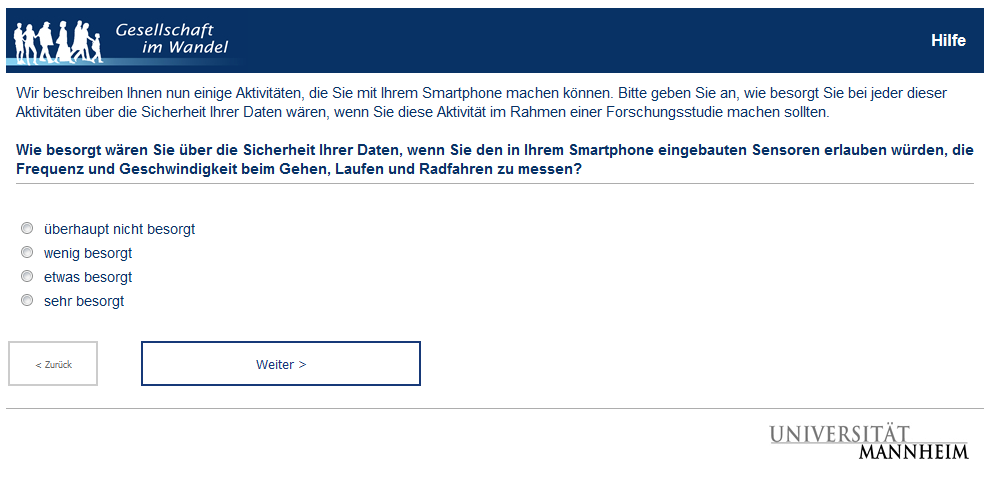 Gesellschaft
im Wandel
Hilfe
Wir beschreiben Ihnen nun einige Aktivitäten, die Sie mit Ihrem Smartphone machen können. Bitte geben Sie an, wie besorgt Sie bei jeder dieser
Aktivitäten über die Sicherheit Ihrer Daten wären, wenn Sie diese Aktivität im Rahmen einer Forschungsstudie machen sollten.
Wie besorgt wären Sie über die Sicherheit Ihrer Daten, wenn Sie den in Ihrem Smartphone eingebauten Sensoren erlauben würden, die
Frequenz und Geschwindigkeit beim Gehen, Laufen und Radfahren zu messen?
überhaupt nicht besorgt
wenig besorgt
etwas besorgt
sehr besorgt
< Zurück
Weiter >
UNIVERSITÄT
MANNHEIM